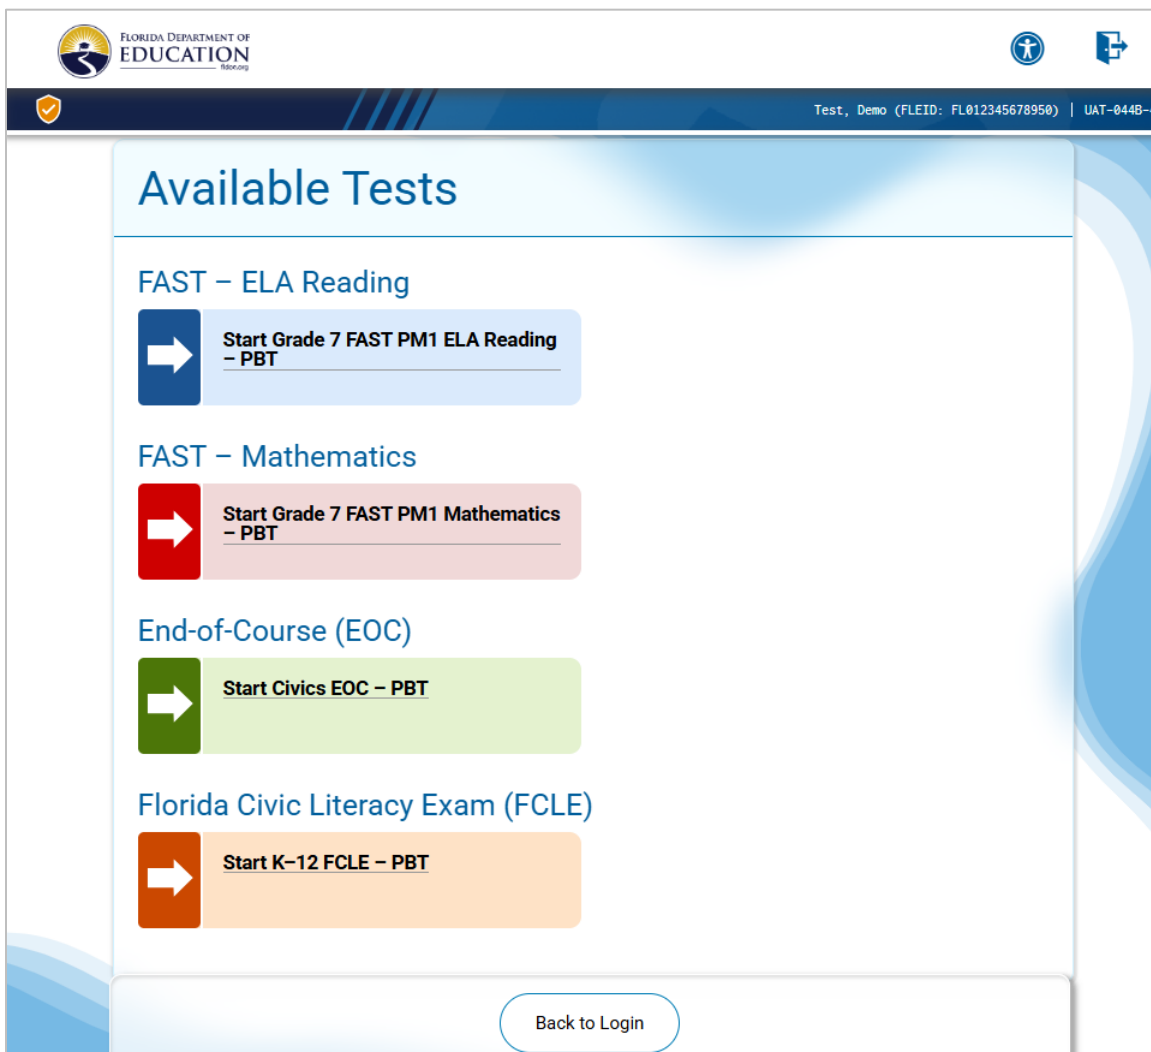 FLORIDA DEPARTMENT OF
EDUCATION
fldoe.org
Test, Demo (FLEID: FL012345678950) | UAT-044B-
Available Tests
FAST – ELA Reading
Start Grade 7 FAST PM1 ELA Reading
– PBT
FAST – Mathematics
Start Grade 7 FAST PM1 Mathematics
– PBT
End-of-Course (EOC)
Start Civics EOC – PBT
Florida Civic Literacy Exam (FCLE)
Start K–12 FCLE – PBT
Back to Login